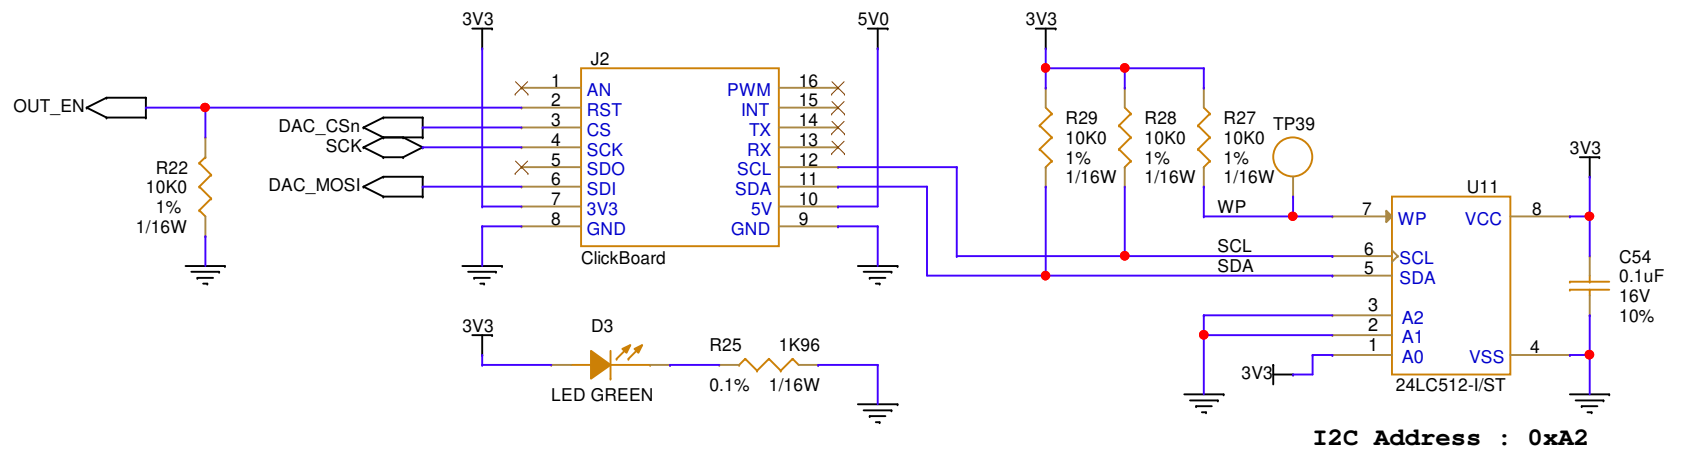 3V3
5V0
3V3
J2
1
AN
PWM
16
OUT_EN
2
RST
INT
15
DAC_CSn
3
CS
TX
14
SCK
4
SCK
RX
13
5
SDO
SCL
12
DAC_MOSI
6
SDI
SDA
11
7
3V3
5V
10
8
GND
GND
9
ClickBoard
R22
10K0
1%
1/16W
R29
10K0
1%
1/16W
R28
10K0
1%
1/16W
R27
10K0
1%
1/16W
TP39
3V3
U11
WP
7
WP
VCC
8
SCL
6
SCL
SDA
5
SDA
3
A2
2
A1
1
A0
VSS
4
3V3
24LC512-I/ST
C54
0.1uF
16V
10%
3V3
D3
LED GREEN
R25
1K96
0.1%
1/16W
I2C Address : 0xA2